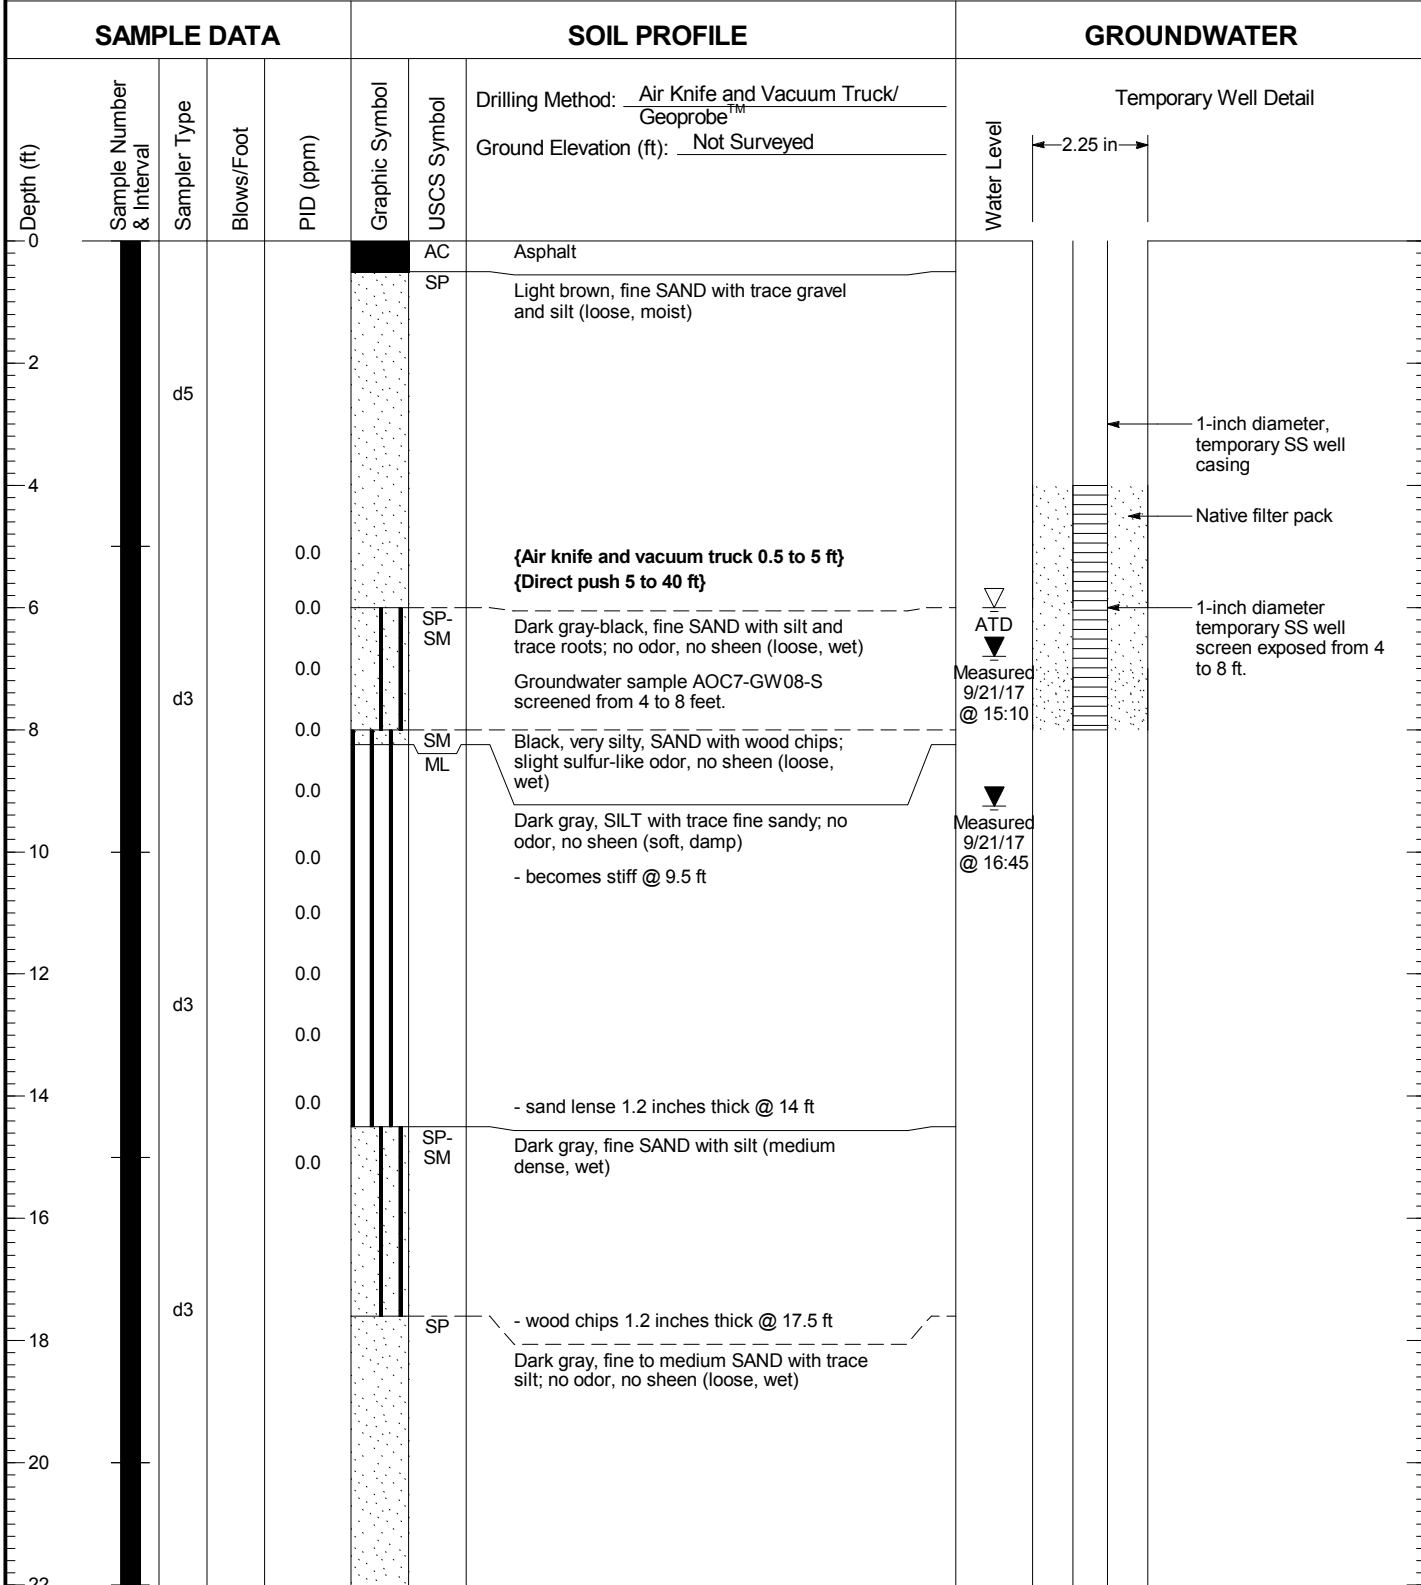 SAMPLE DATA
SOIL PROFILE
GROUNDWATER
Depth (ft)
Sample Number
& Interval
Sampler Type
Blows/Foot
PID (ppm)
Graphic Symbol
USCS Symbol
Drilling Method: Air Knife and Vacuum Truck/
Geoprobe™
Ground Elevation (ft): Not Surveyed
Water Level
Temporary Well Detail
2.25 in
0
AC
Asphalt
SP
Light brown, fine SAND with trace gravel
and silt (loose, moist)
2
d5
1-inch diameter,
temporary SS well
casing
4
Native filter pack
0.0
{Air knife and vacuum truck 0.5 to 5 ft}
{Direct push 5 to 40 ft}
6
0.0
SP-
SM
Dark gray-black, fine SAND with silt and
trace roots; no odor, no sheen (loose, wet)
ATD
1-inch diameter
temporary SS well
screen exposed from 4
to 8 ft.
0.0
d3
Groundwater sample AOC7-GW08-S
screened from 4 to 8 feet.
Measured
9/21/17
@ 15:10
8
0.0
SM
Black, very silty, SAND with wood chips;
slight sulfur-like odor, no sheen (loose,
wet)
ML
0.0
Dark gray, SILT with trace fine sandy; no
odor, no sheen (soft, damp)
Measured
9/21/17
@ 16:45
10
0.0
- becomes stiff @ 9.5 ft
0.0
12
0.0
d3
0.0
14
0.0
- sand lense 1.2 inches thick @ 14 ft
SP-
SM
0.0
Dark gray, fine SAND with silt (medium
dense, wet)
16
d3
- wood chips 1.2 inches thick @ 17.5 ft
SP
18
Dark gray, fine to medium SAND with trace
silt; no odor, no sheen (loose, wet)
20
22